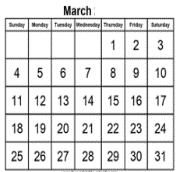 March
Sunday Monday Tuesday Wednesday Thursday Friday Saturday
1 2 3
4 5 6 7 8 9 10
11 12 13 14 15 16 17
18 19 20 21 22 23 24
25 26 27 28 29 30 31